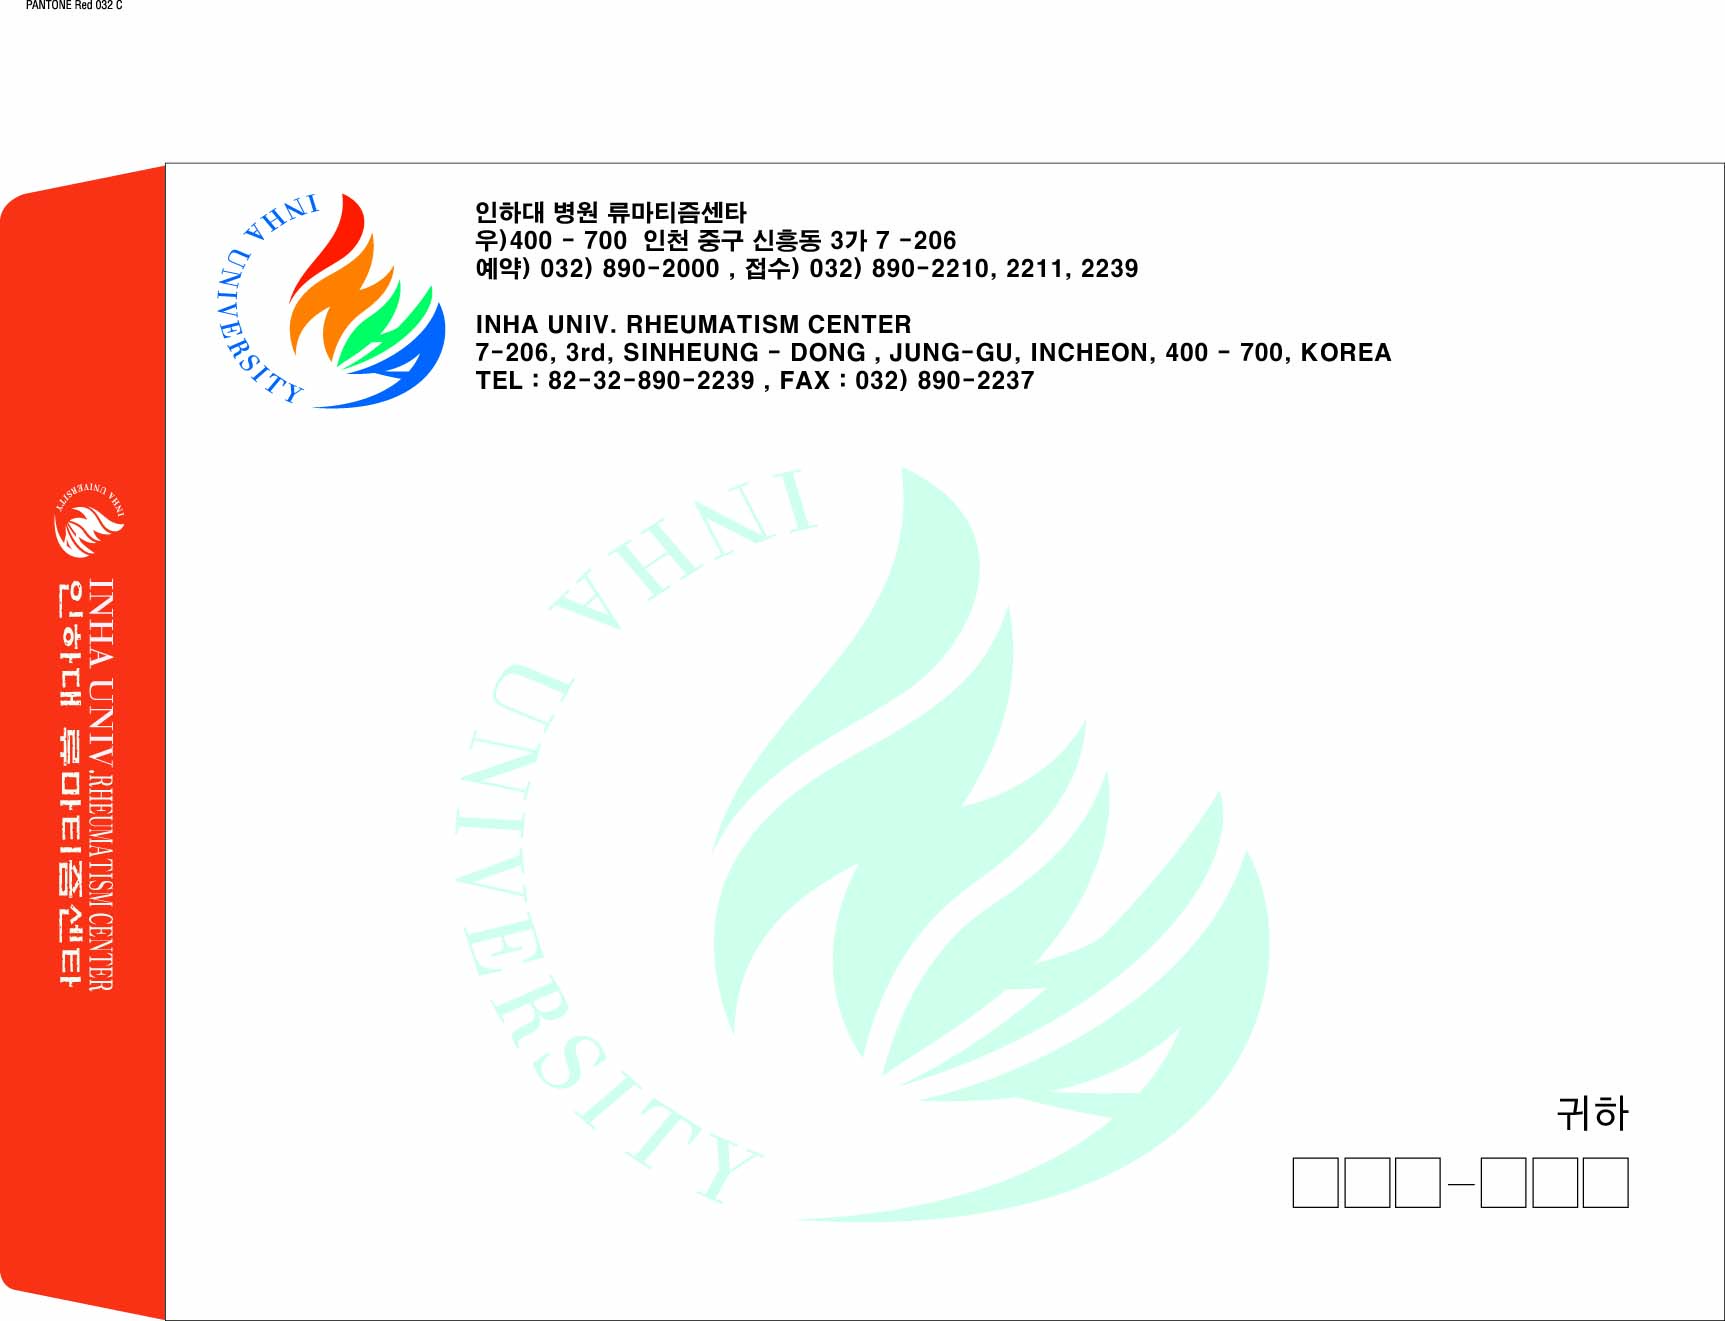 PANTONE Red 032 C
INHA UNIVERSITY
인하대 병원 류마티즘센타
우)400 - 700 인천 중구 신흥동 3가 7 -206
예약) 032) 890-2000 , 접수) 032) 890-2210, 2211, 2239
INHA UNIV. RHEUMATISM CENTER
7-206, 3rd, SINHEUNG - DONG , JUNG-GU, INCHEON, 400 - 700, KOREA
TEL : 82-32-890-2239 , FAX : 032) 890-2237
INHA UNIVERSITY
INHA UNIVERSITY
INHA UNIV.RHEUMATISM CENTER
인하대 류마티즘센타
귀하